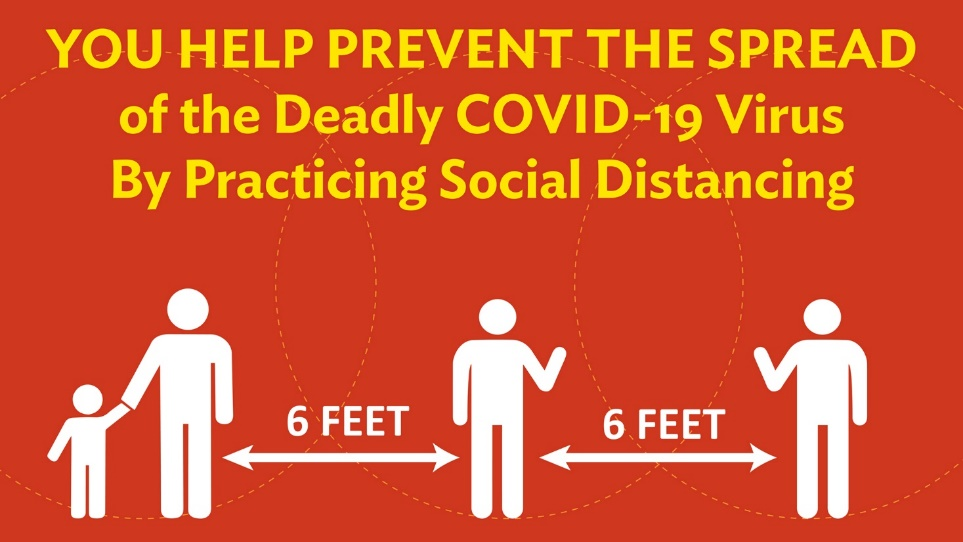 YOU HELP PREVENT THE SPREAD
of the Deadly COVID-19 Virus
By Practicing Social Distancing
6 FEET
6 FEET